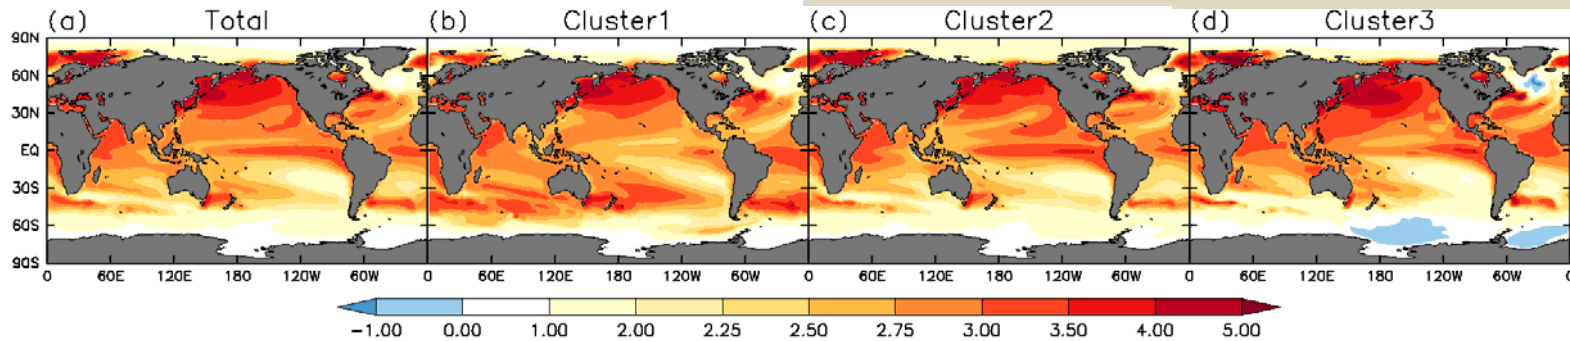 (a) Total (b) Cluster1 (c) Cluster2 (d) Cluster3
90N
60N
30N
EQ
30S
60S
90S
0 60E 120E 180 120W 60W 0 60E 120E 180 120W 60W 0 60E 120E 180 120W 60W 0 60E 120E 180 120W 60W 0
-1.00 0.00 1.00 2.00 2.25 2.50 2.75 3.00 3.50 4.00 5.00